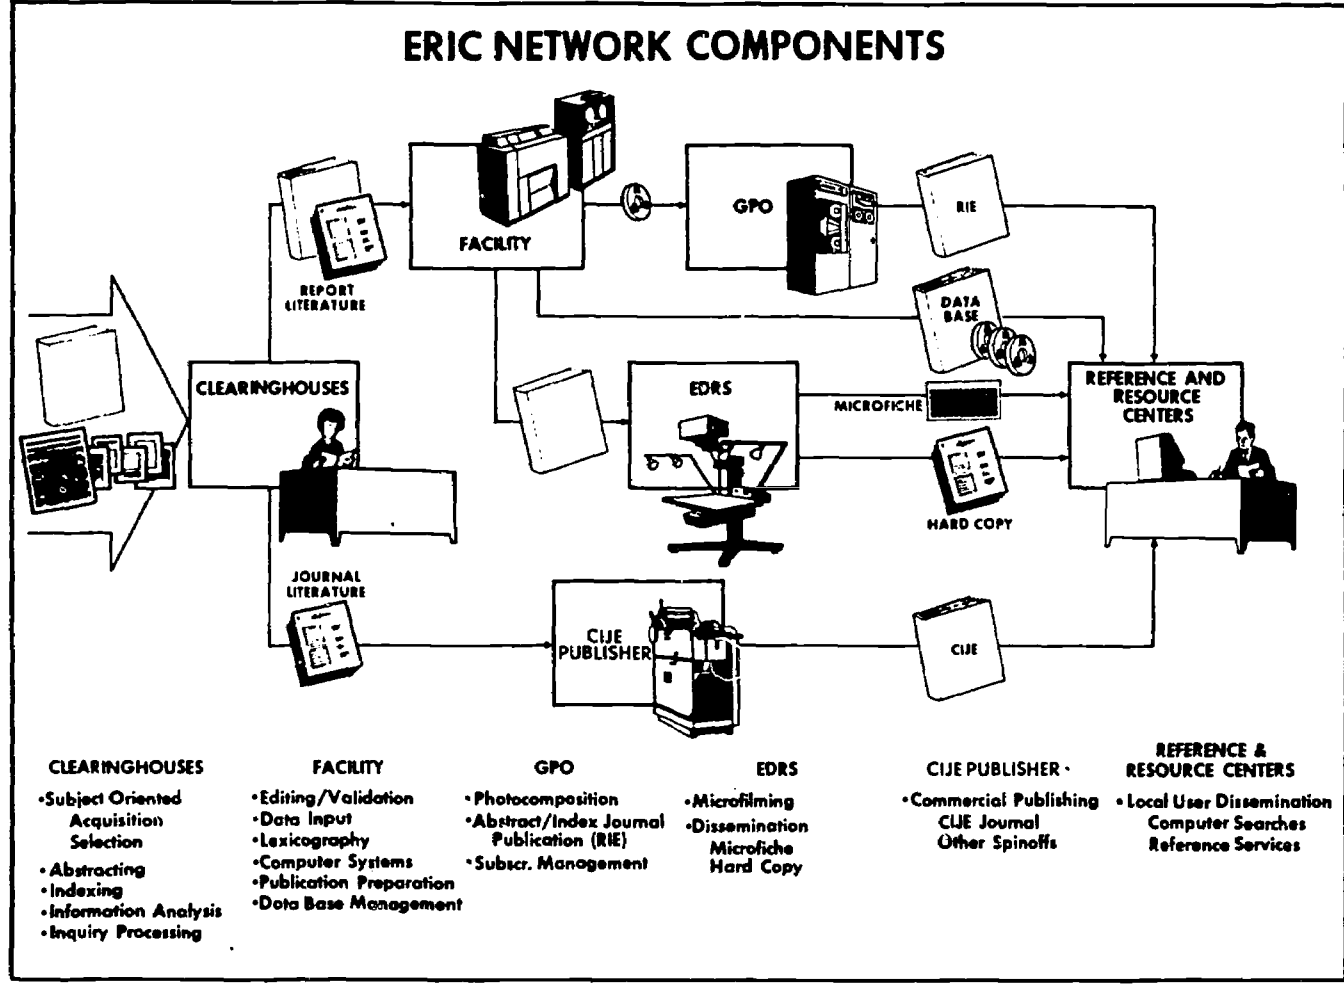 ERIC NETWORK COMPONENTS
FACILITY
GPO
RIE
REPORT
LITERATURE
DATA
BASE
CLEARINGHOUSES
EDRS
MICROFICHE
REFERENCE AND
RESOURCE
CENTERS
HARD COPY
JOURNAL
LITERATURE
CIJE
PUBLISHER
CIJE
CLEARINGHOUSES
•Subject Oriented
Acquisition
Selection
•Abstracting
•Indexing
•Information Analysis
•Inquiry Processing
FACILITY
•Editing/Validation
•Data Input
•Lexicography
•Computer Systems
•Publication Preparation
•Data Base Management
GPO
•Photocomposition
•Abstract/Index Journal
Publication (RIE)
•Subscr. Management
EDRS
•Microfilming
•Dissemination
Microfiche
Hard Copy
CIJE PUBLISHER
•Commercial Publishing
CIJE Journal
Other Spinoffs
REFERENCE &
RESOURCE CENTERS
•Local User Dissemination
Computer Searches
Reference Services